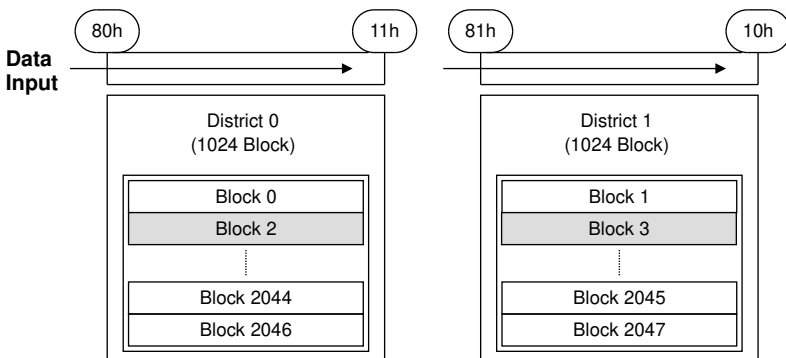 80h 11h 81h 10h
Data
Input
District 0
(1024 Block)
Block 0
Block 2
Block 2044
Block 2046
District 1
(1024 Block)
Block 1
Block 3
Block 2045
Block 2047